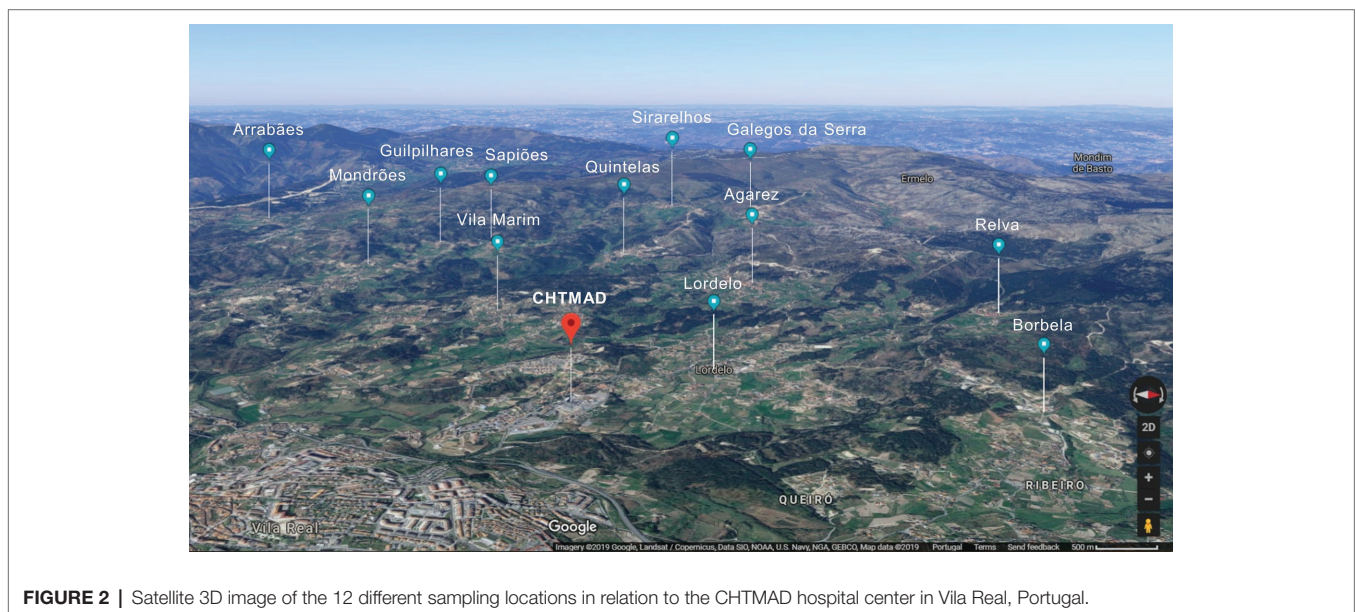 Sirarelhos
Arrabães
Galegos da Serra
Guilpilhares
Sapiões
Quintelas
Mondim
de Basto
Mondrões
Ermelo
Agarez
Vila Marim
Relva
Lordelo
CHTMAD
Borbela
Lordelo
2D
+
−
RIBEIRO
QUEIRÓ
Vila Real
Google
Imagery ©2019 Google, Landsat / Copernicus, Data SIO, NOAA, U.S. Navy, NGA, GEBCO, Map data ©2019 Portugal Terms Send feedback 500 m
FIGURE 2 | Satellite 3D image of the 12 different sampling locations in relation to the CHTMAD hospital center in Vila Real, Portugal.